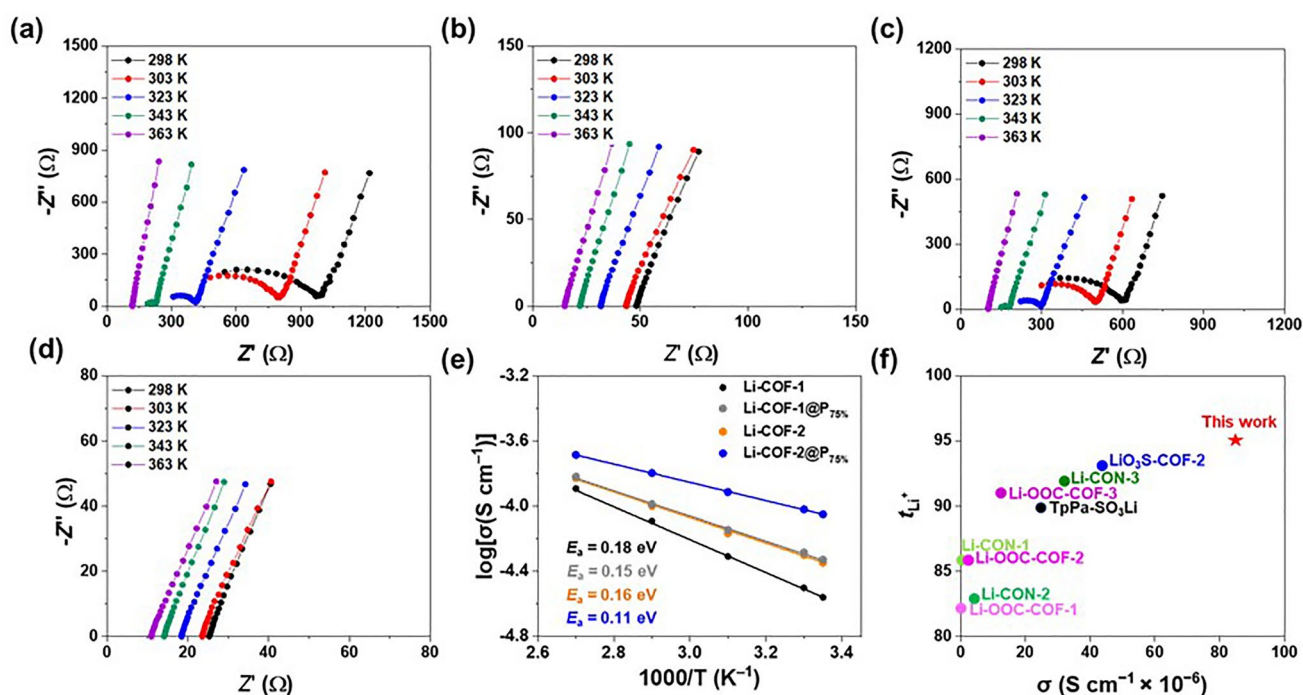 (a)
1500
1200
900
600
300
0
-Z'' (Ω)
298 K
303 K
323 K
343 K
363 K
0 300 600 900 1200 1500
Z' (Ω)
(b)
150
100
50
0
-Z'' (Ω)
298 K
303 K
323 K
343 K
363 K
0 50 100 150
Z' (Ω)
(c)
1200
900
600
300
0
-Z'' (Ω)
298 K
303 K
323 K
343 K
363 K
0 300 600 900 1200
Z' (Ω)
(d)
80
60
40
20
0
-Z'' (Ω)
298 K
303 K
323 K
343 K
363 K
0 20 40 60 80
Z' (Ω)
(e)
-3.2
-3.6
-4.0
-4.4
-4.8
log[σ(S cm⁻¹)]
Li-COF-1
Li-COF-1@P₇₅%
Li-COF-2
Li-COF-2@P₇₅%
Eₐ = 0.18 eV
Eₐ = 0.15 eV
Eₐ = 0.16 eV
Eₐ = 0.11 eV
2.6 2.8 3.0 3.2 3.4
1000/T (K⁻¹)
(f)
100
95
90
85
80
t Li⁺
This work
LiO₃S-COF-2
Li-CON-3
Li-OOC-COF-3
TpPa-SO₃Li
Li-CON-1
Li-OOC-COF-2
Li-CON-2
Li-OOC-COF-1
0 20 40 60 80 100
σ (S cm⁻¹ × 10⁻⁶)